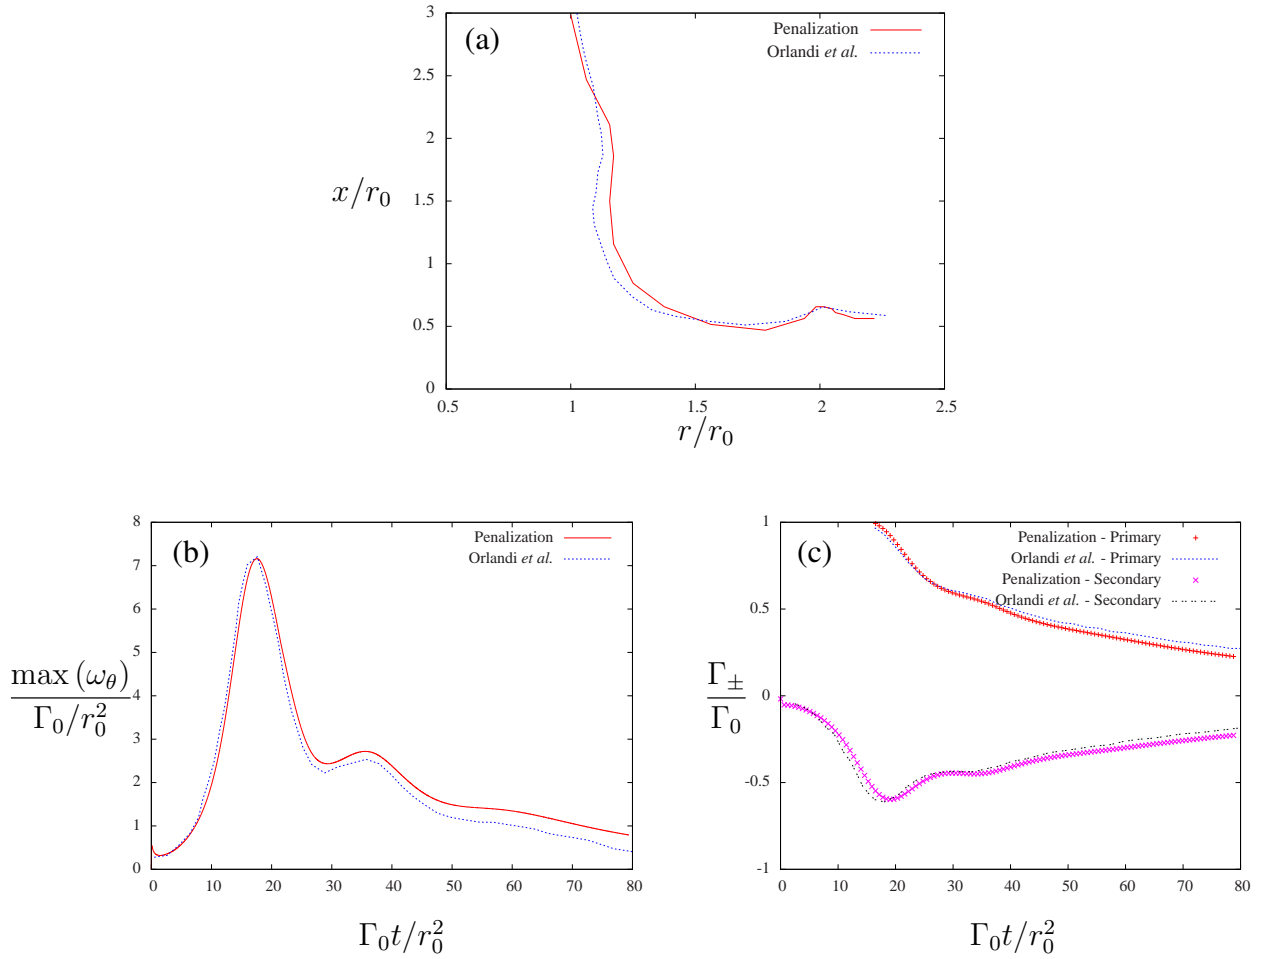 (a)
Penalization
Orlandi et al.
3
2.5
2
1.5
1
0.5
0
x/r₀
0.5 1 1.5 2 2.5
r/r₀
(b)
Penalization
Orlandi et al.
8
7
6
5
4
3
2
1
0
max (ω_θ)
Γ₀/r₀²
0 10 20 30 40 50 60 70 80
Γ₀t/r₀²
(c)
Penalization - Primary
Orlandi et al. - Primary
Penalization - Secondary
Orlandi et al. - Secondary
1
0.5
0
-0.5
-1
Γ±
Γ₀
0 10 20 30 40 50 60 70 80
Γ₀t/r₀²